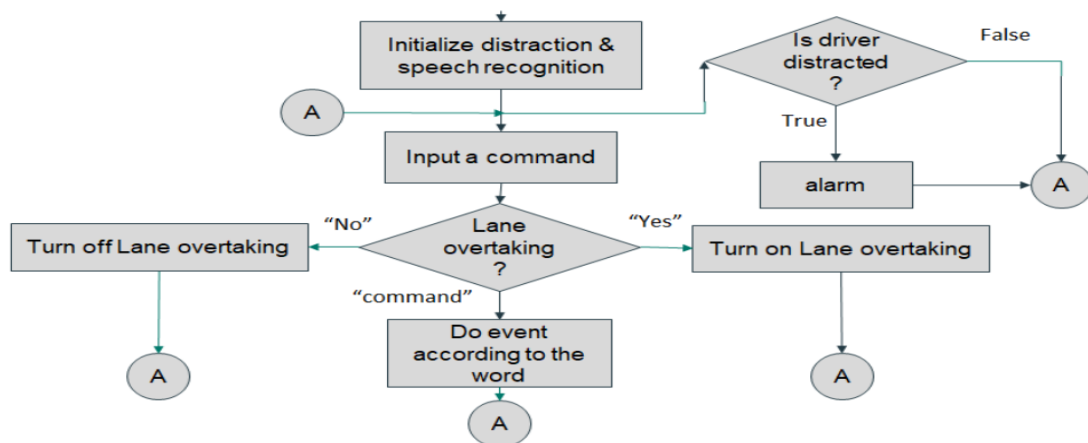 Initialize distraction &
speech recognition
Is driver
distracted
?
False
A
True
Input a command
alarm
A
"No"
Lane
overtaking
?
"Yes"
Turn off Lane overtaking
Turn on Lane overtaking
"command"
Do event
according to the
word
A
A
A